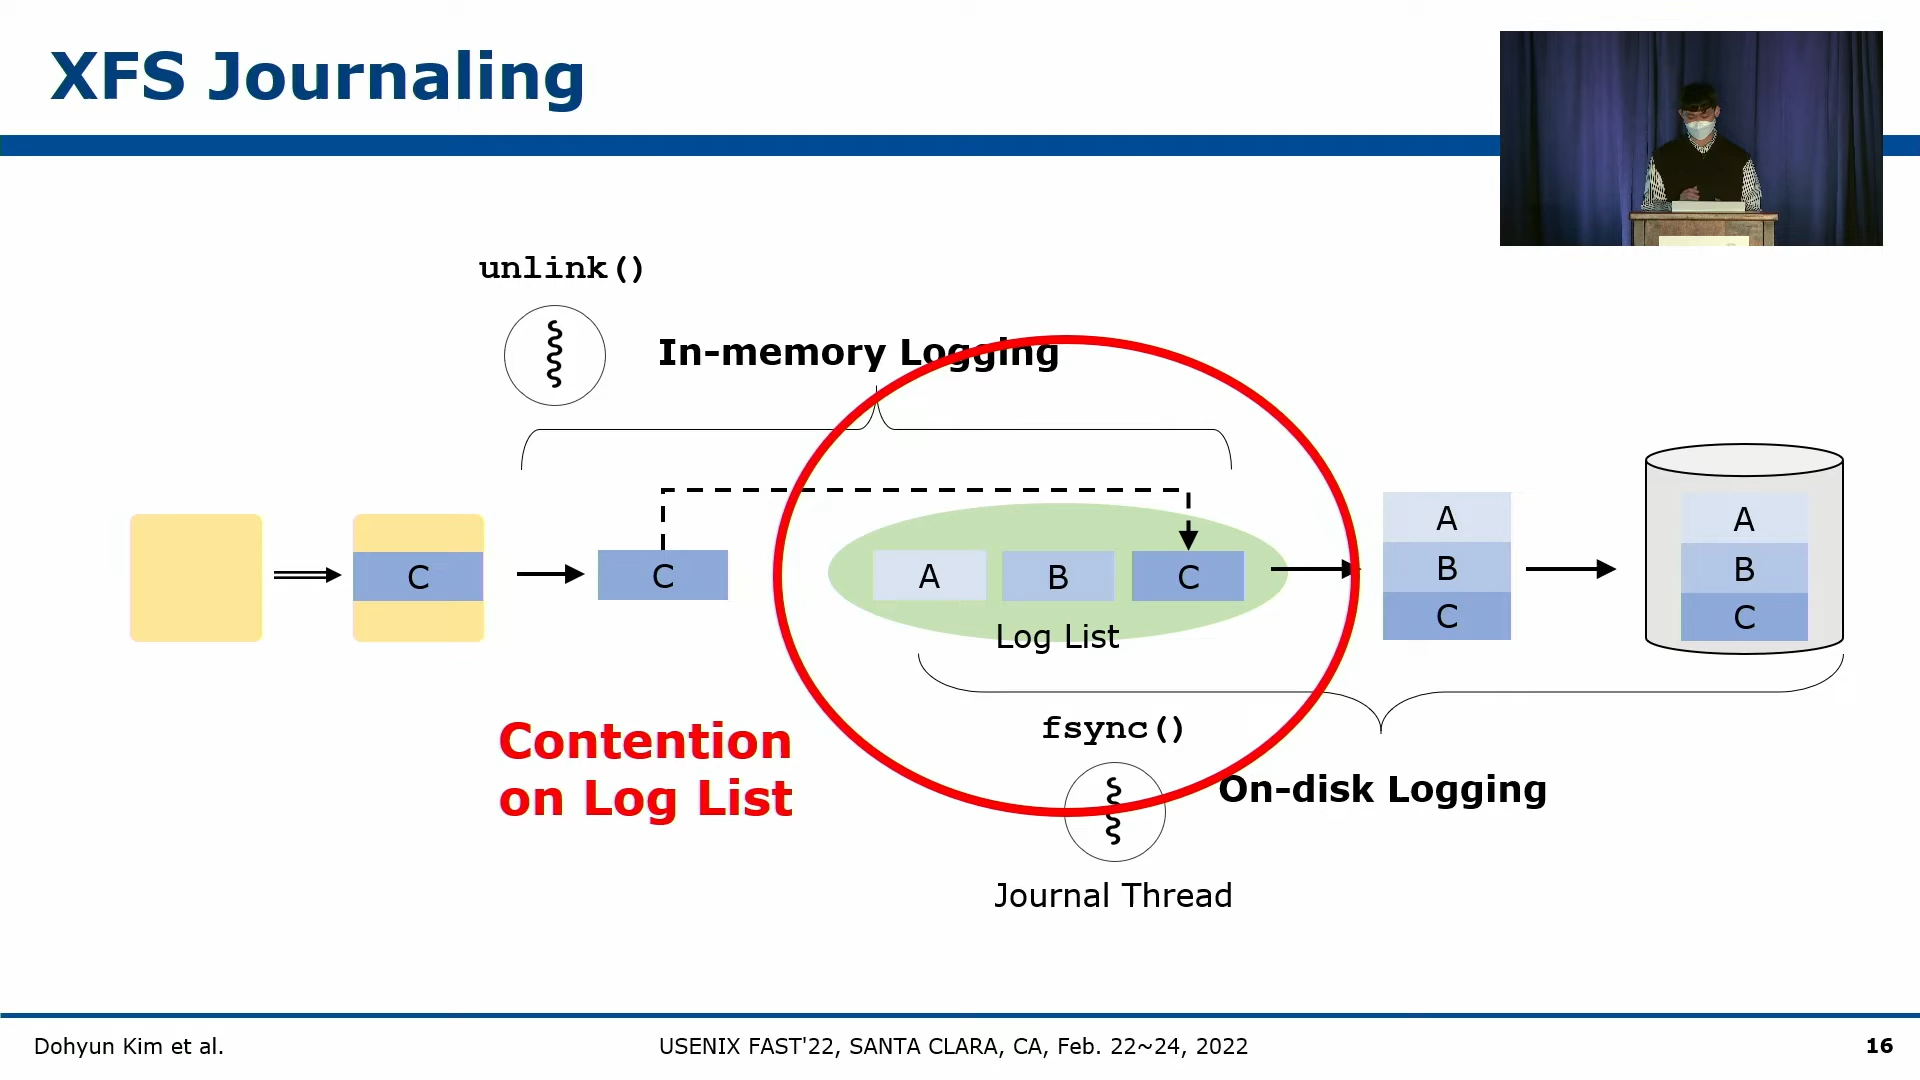 XFS Journaling
unlink()
In-memory Logging
C
C
A
B
C
Log List
A
B
C
A
B
C
Contention
on Log List
fsync()
On-disk Logging
Journal Thread
Dohyun Kim et al.
USENIX FAST'22, SANTA CLARA, CA, Feb. 22~24, 2022
16